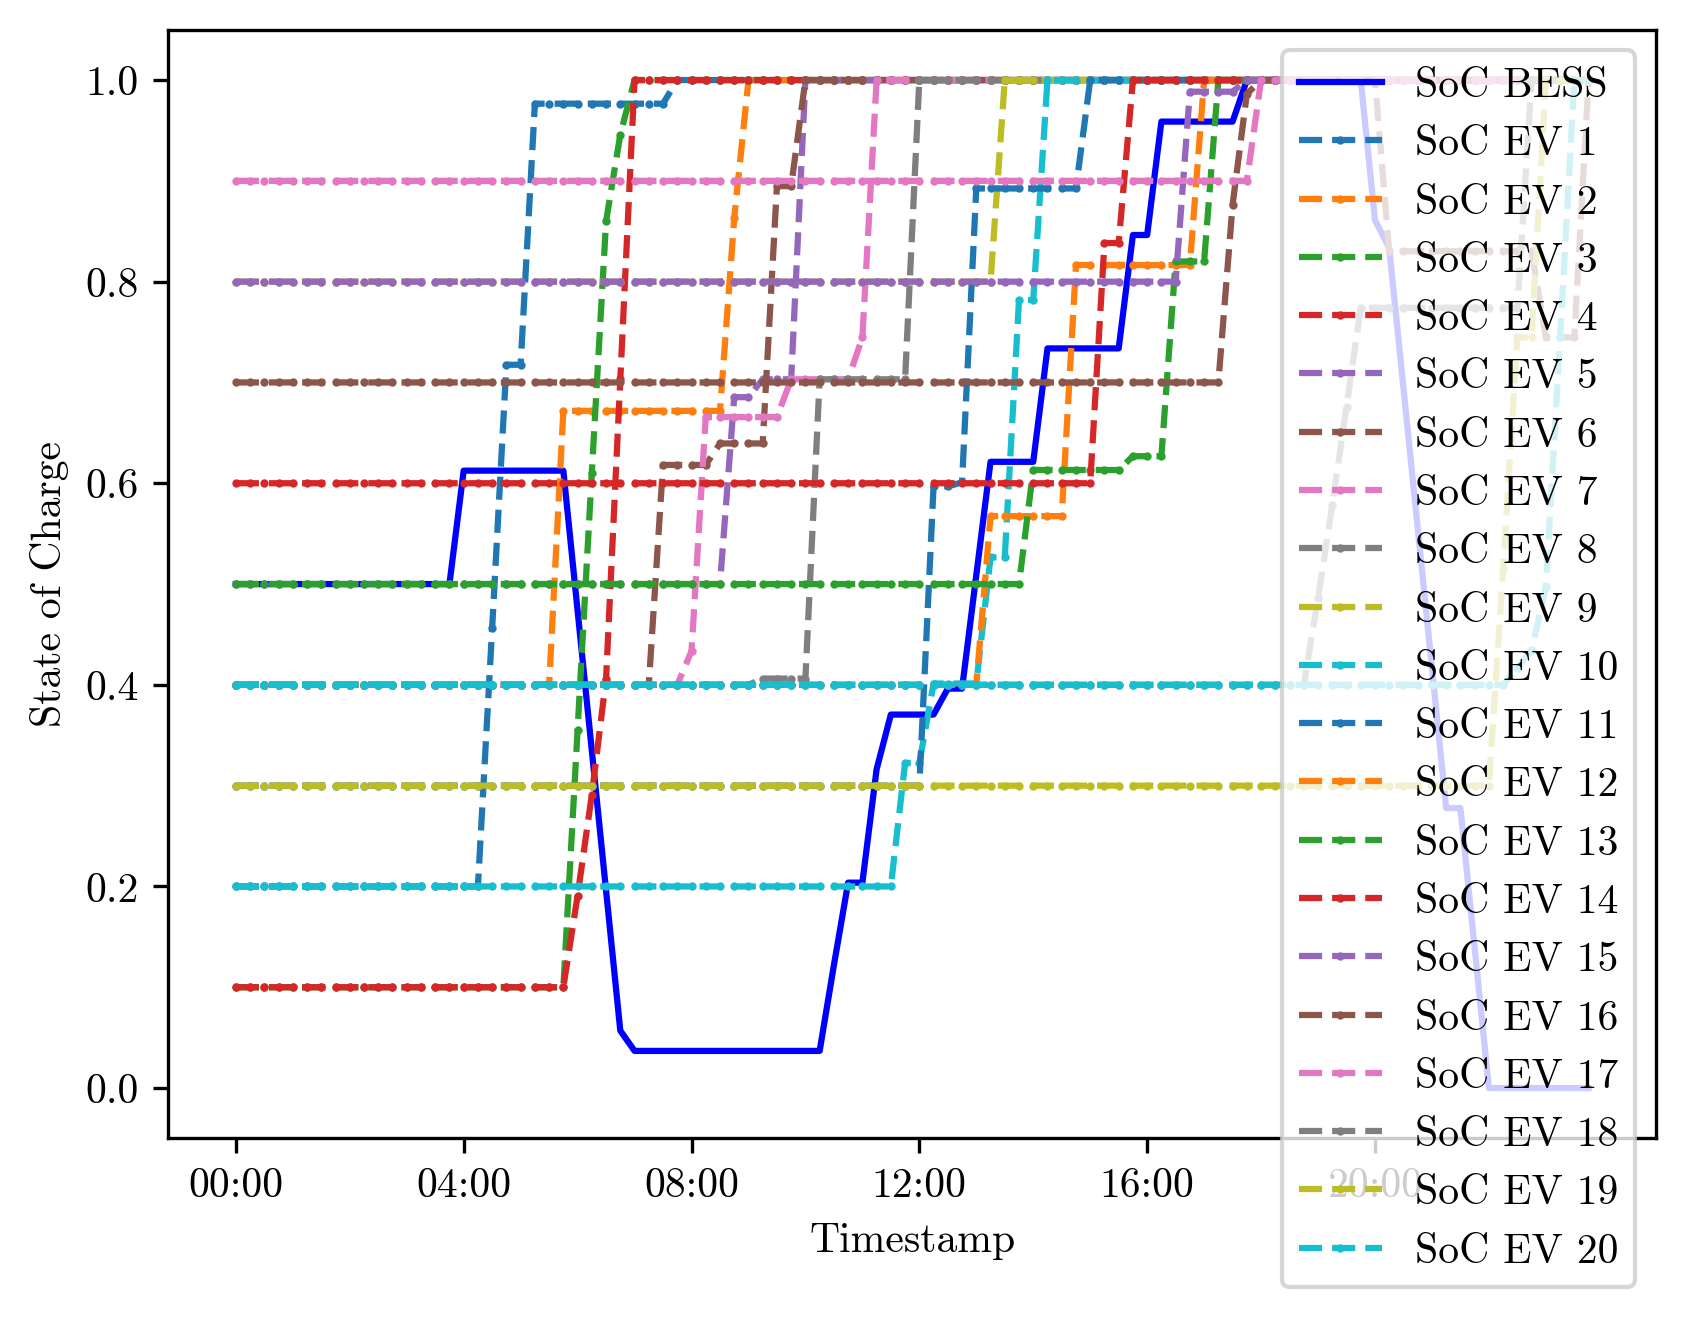 1.0
0.8
0.6
0.4
0.2
0.0
State of Charge
00:00 04:00 08:00 12:00 16:00 20:00
Timestamp
SoC BESS
SoC EV 1
SoC EV 2
SoC EV 3
SoC EV 4
SoC EV 5
SoC EV 6
SoC EV 7
SoC EV 8
SoC EV 9
SoC EV 10
SoC EV 11
SoC EV 12
SoC EV 13
SoC EV 14
SoC EV 15
SoC EV 16
SoC EV 17
SoC EV 18
SoC EV 19
SoC EV 20